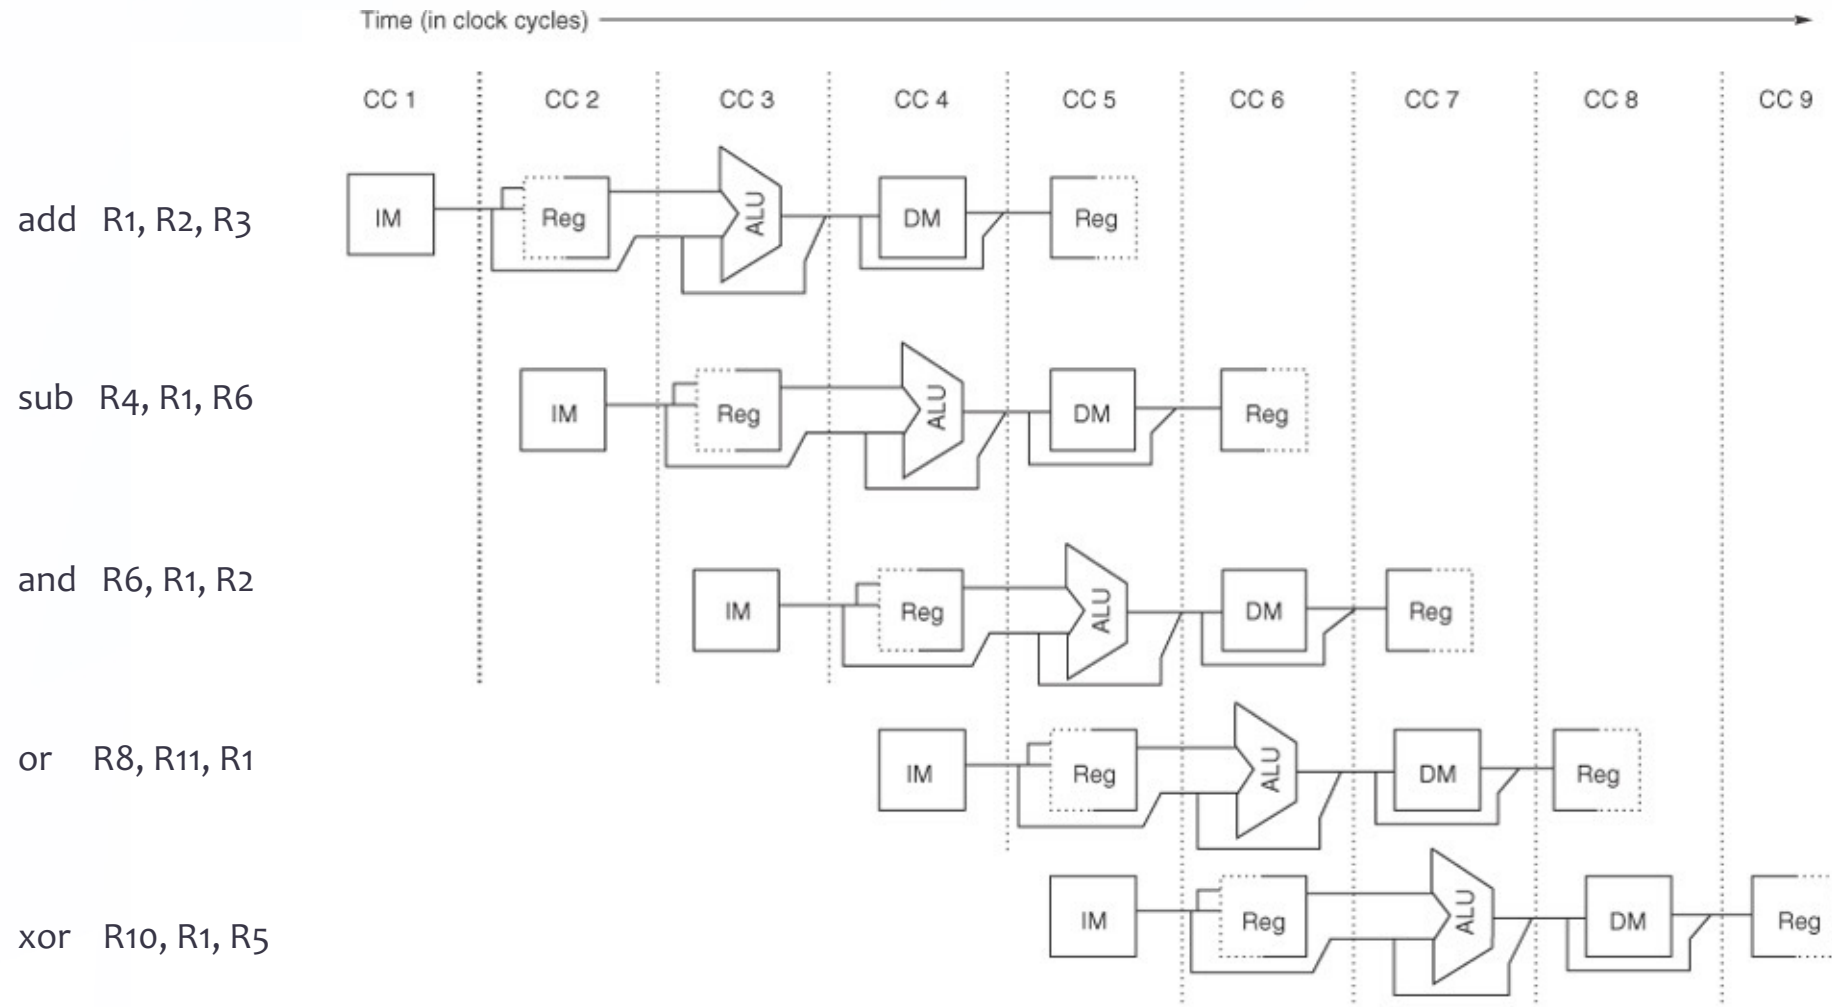 Time (in clock cycles)
CC 1 CC 2 CC 3 CC 4 CC 5 CC 6 CC 7 CC 8 CC 9
add R1, R2, R3 IM Reg ALU DM Reg
sub R4, R1, R6 IM Reg ALU DM Reg
and R6, R1, R2 IM Reg ALU DM Reg
or R8, R11, R1 IM Reg ALU DM Reg
xor R10, R1, R5 IM Reg ALU DM Reg